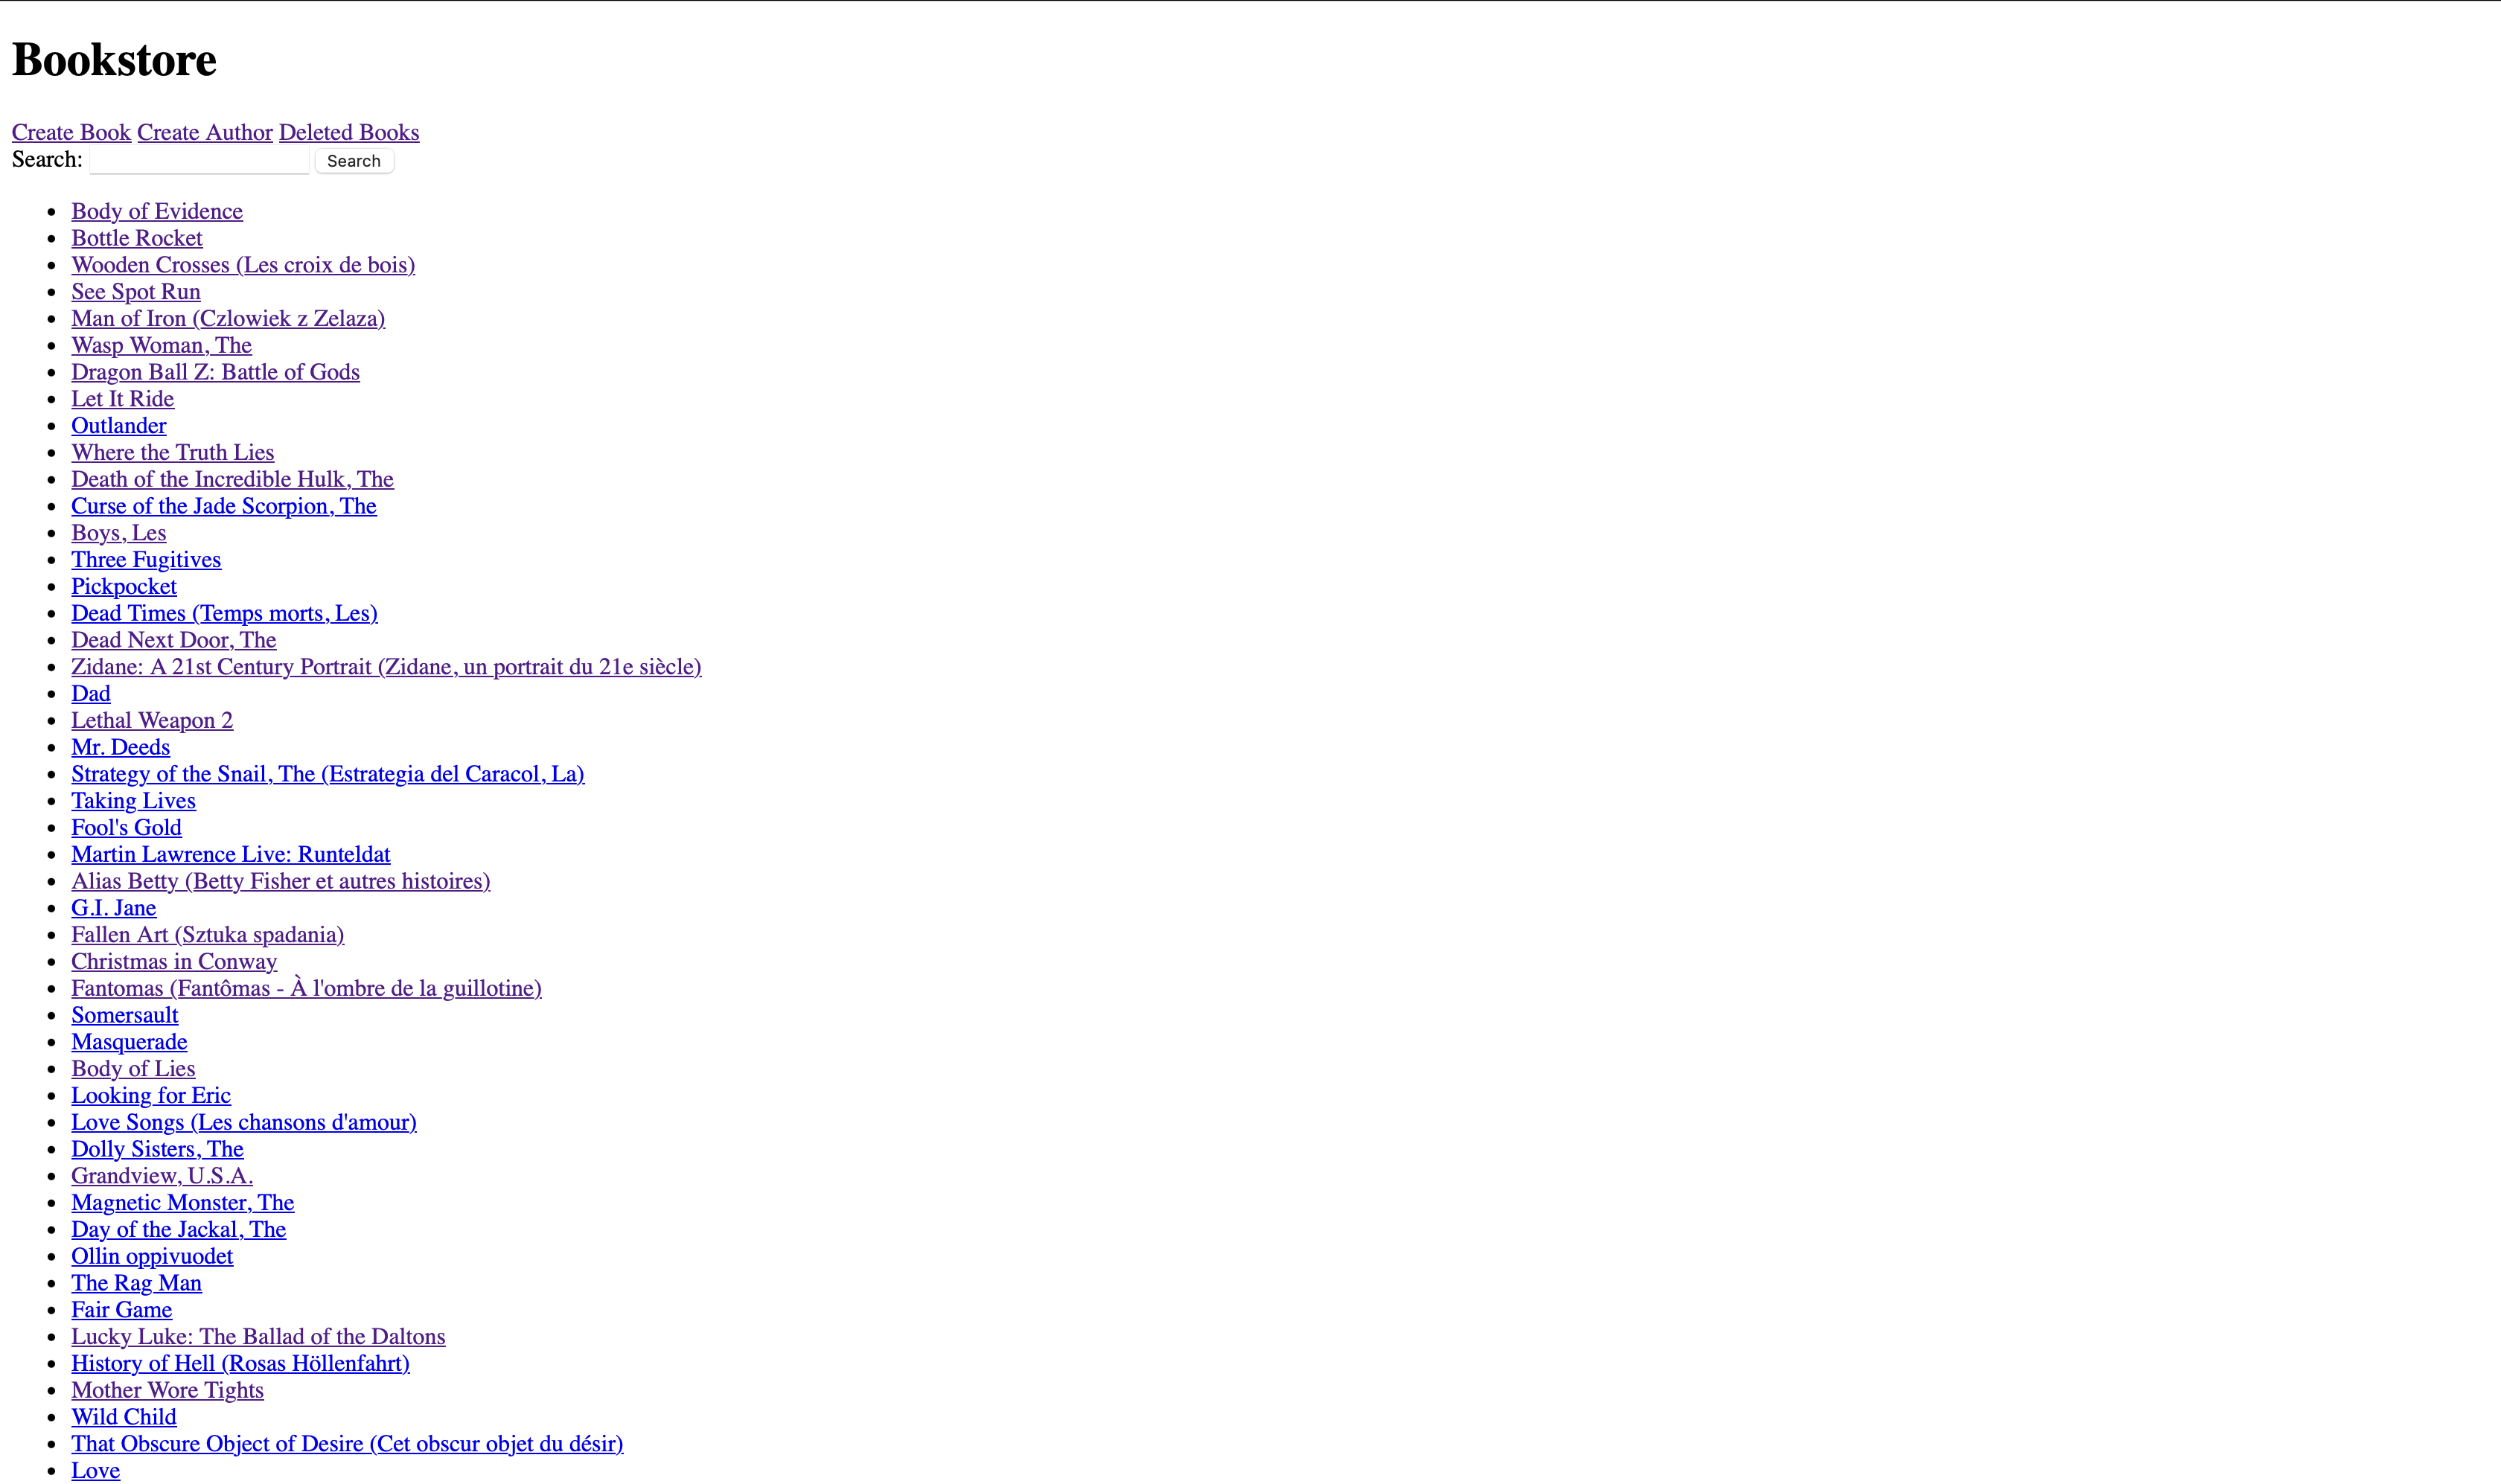 Bookstore
Create Book Create Author Deleted Books
Search: Search
Body of Evidence
Bottle Rocket
Wooden Crosses (Les croix de bois)
See Spot Run
Man of Iron (Czlowiek z Zelaza)
Wasp Woman, The
Dragon Ball Z: Battle of Gods
Let It Ride
Outlander
Where the Truth Lies
Death of the Incredible Hulk, The
Curse of the Jade Scorpion, The
Boys, Les
Three Fugitives
Pickpocket
Dead Times (Temps morts, Les)
Dead Next Door, The
Zidane: A 21st Century Portrait (Zidane, un portrait du 21e siècle)
Dad
Lethal Weapon 2
Mr. Deeds
Strategy of the Snail, The (Estrategia del Caracol, La)
Taking Lives
Fool's Gold
Martin Lawrence Live: Runteldat
Alias Betty (Betty Fisher et autres histoires)
G.I. Jane
Fallen Art (Sztuka spadania)
Christmas in Conway
Fantomas (Fantômas - À l'ombre de la guillotine)
Somersault
Masquerade
Body of Lies
Looking for Eric
Love Songs (Les chansons d'amour)
Dolly Sisters, The
Grandview, U.S.A.
Magnetic Monster, The
Day of the Jackal, The
Ollin oppivuodet
The Rag Man
Fair Game
Lucky Luke: The Ballad of the Daltons
History of Hell (Rosas Höllenfahrt)
Mother Wore Tights
Wild Child
That Obscure Object of Desire (Cet obscur objet du désir)
Love